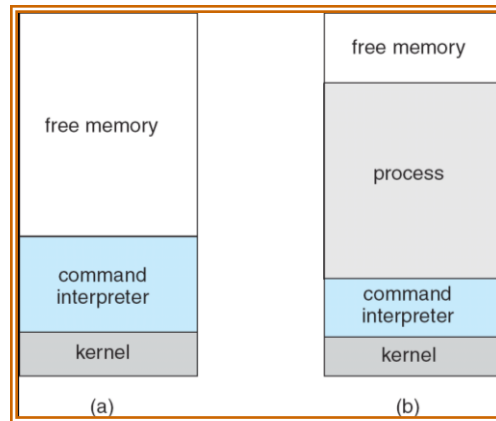 free memory
command
interpreter
kernel
(a)
free memory
process
command
interpreter
kernel
(b)